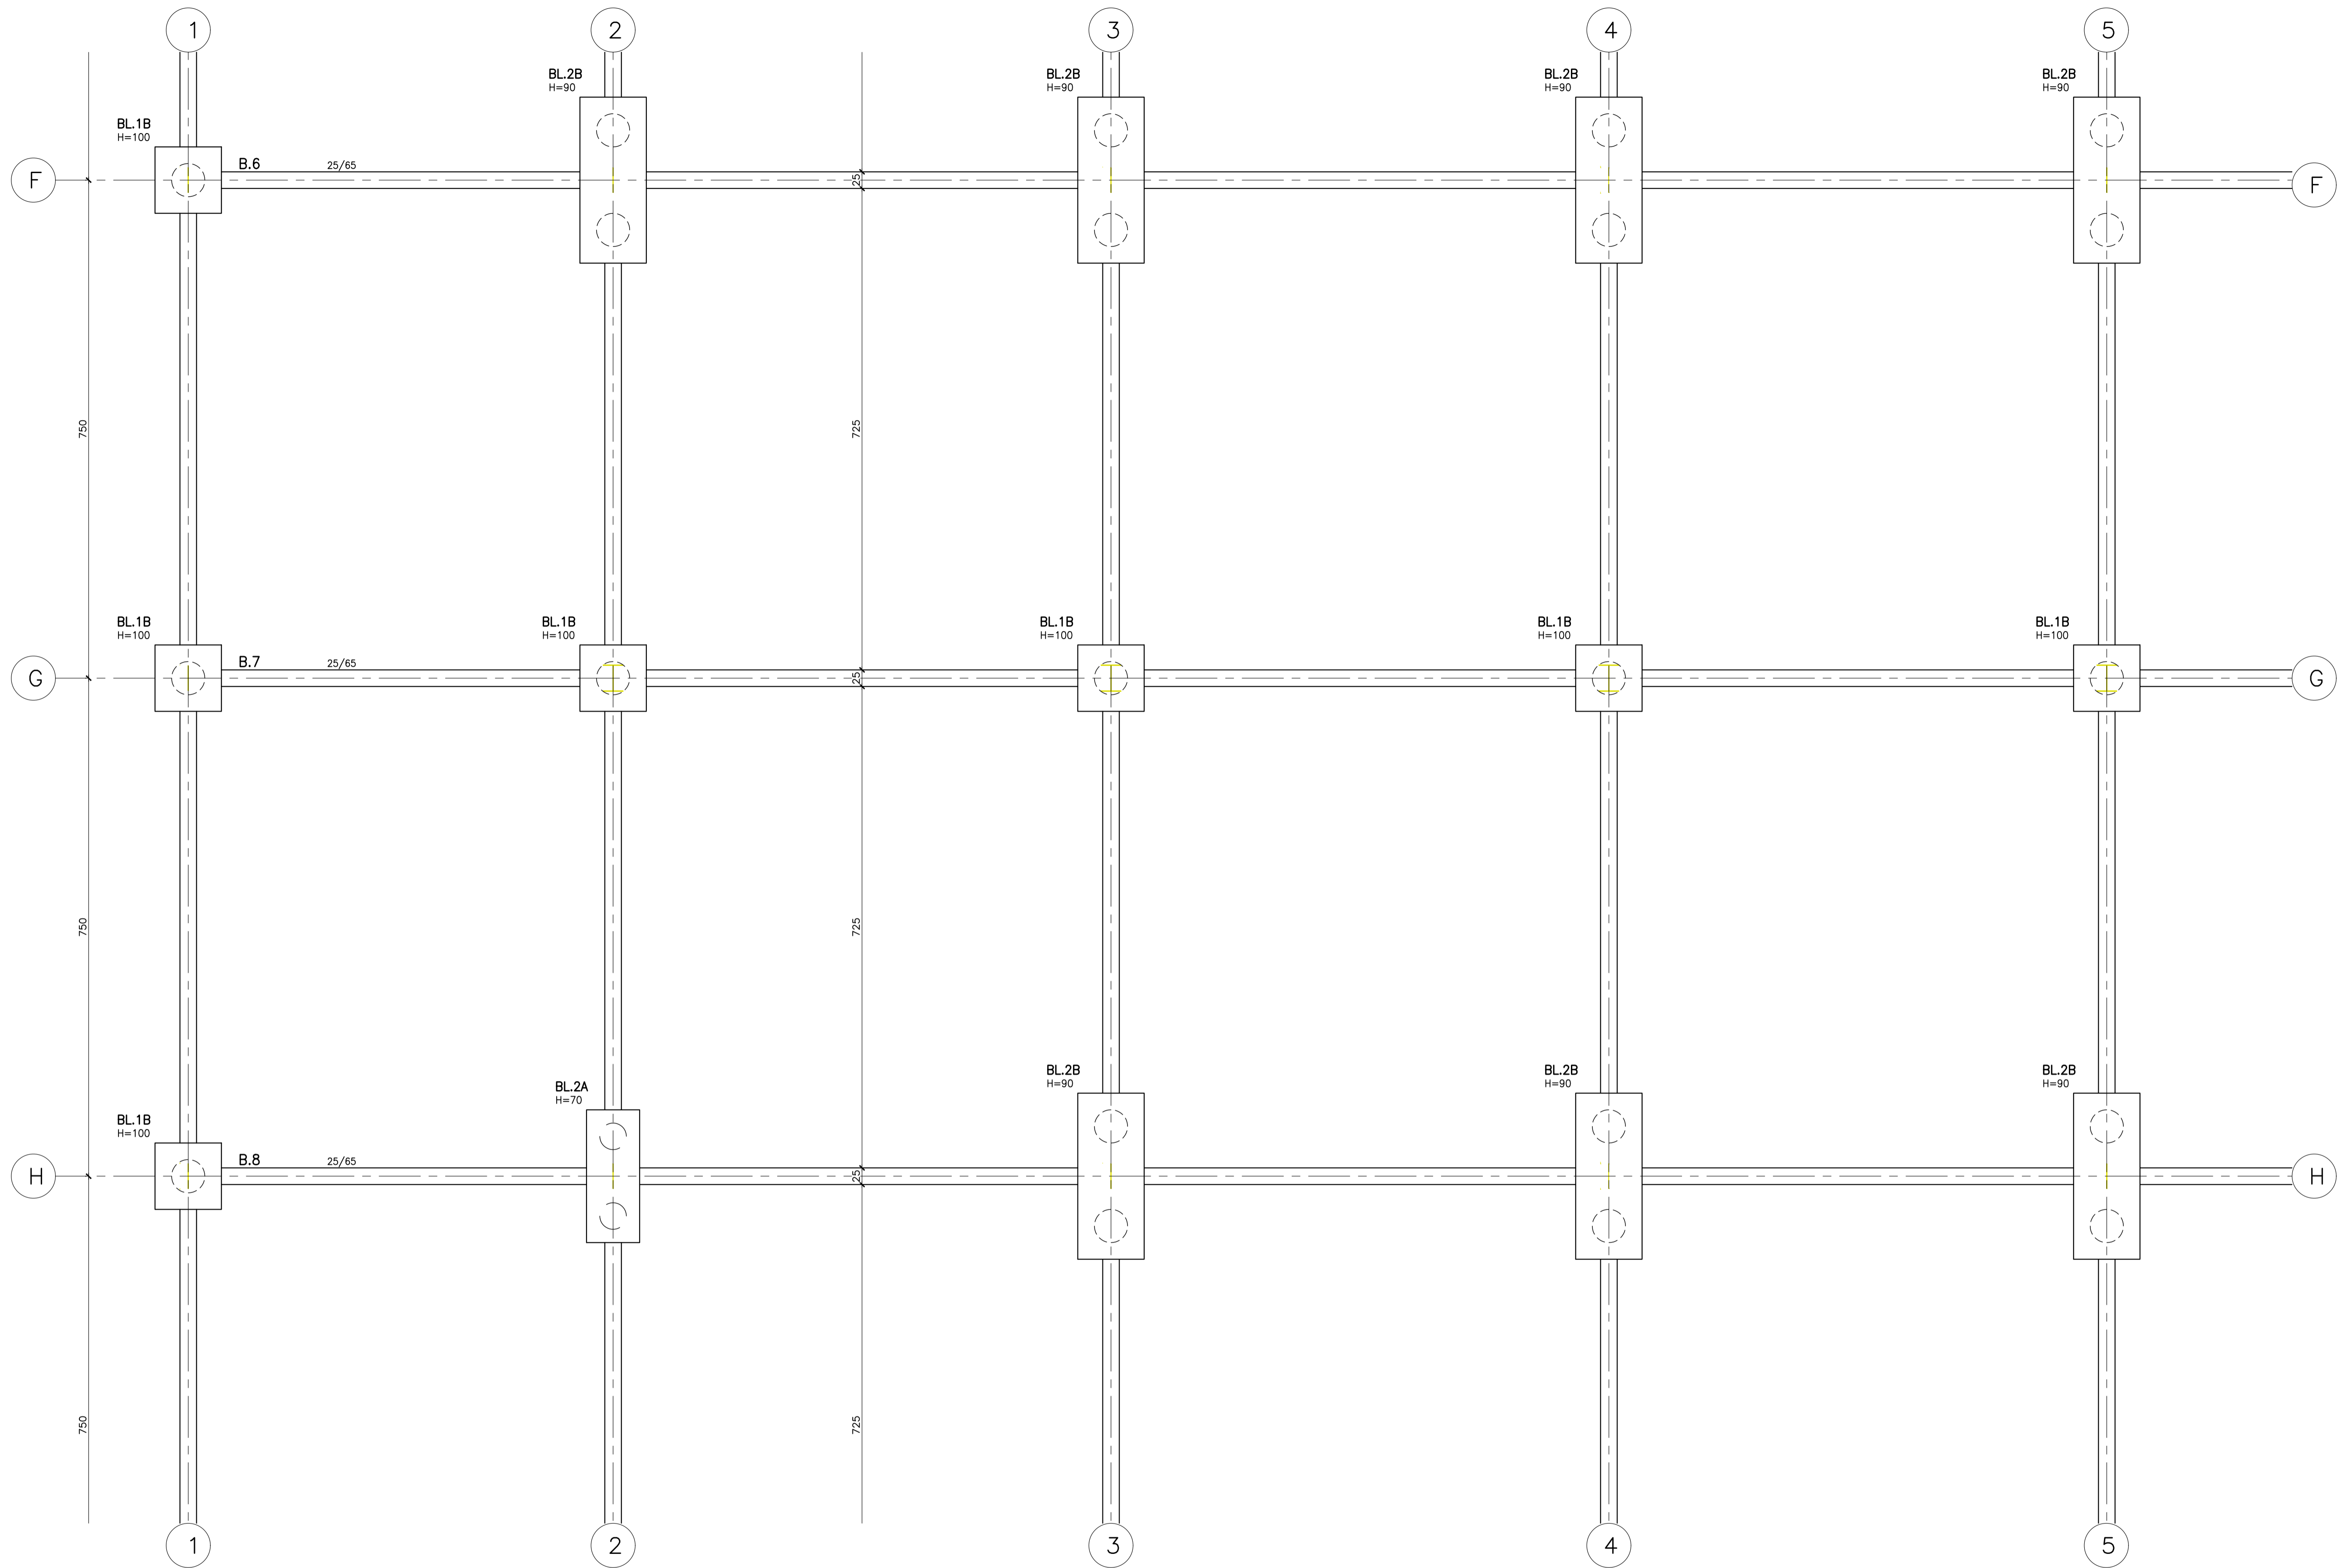 1 2 3 4 5
BL.2B BL.2B BL.2B BL.2B
H=90 H=90 H=90 H=90
BL.1B
H=100
B.6 25/65
F 25 F
750 725
BL.1B BL.1B BL.1B BL.1B BL.1B
H=100 H=100 H=100 H=100 H=100
B.7 25/65
G 25 G
750 725
BL.2B BL.2B BL.2B
H=90 H=90 H=90
BL.2A
H=70
BL.1B
H=100
B.8 25/65
H 25 H
750 725
1 2 3 4 5